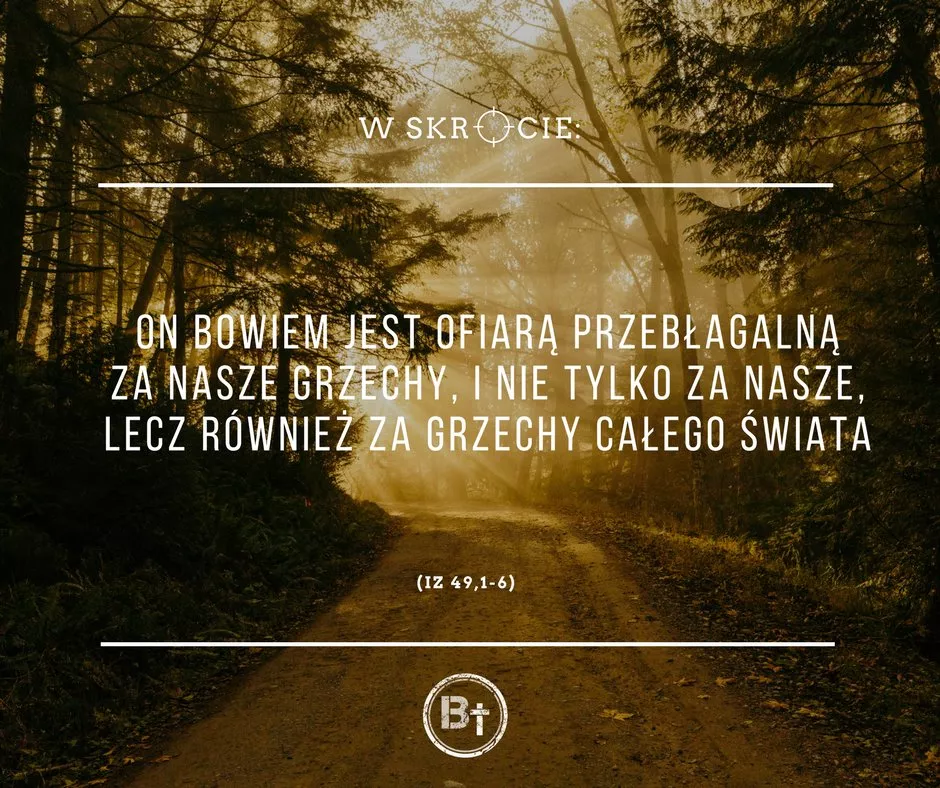 W SKRÓCIE:
ON BOWIEM JEST OFIARĄ PRZEBŁAGALNĄ
ZA NASZE GRZECHY, I NIE TYLKO ZA NASZE,
LECZ RÓWNIEŻ ZA GRZECHY CAŁEGO ŚWIATA
(IZ 49,1-6)
B†